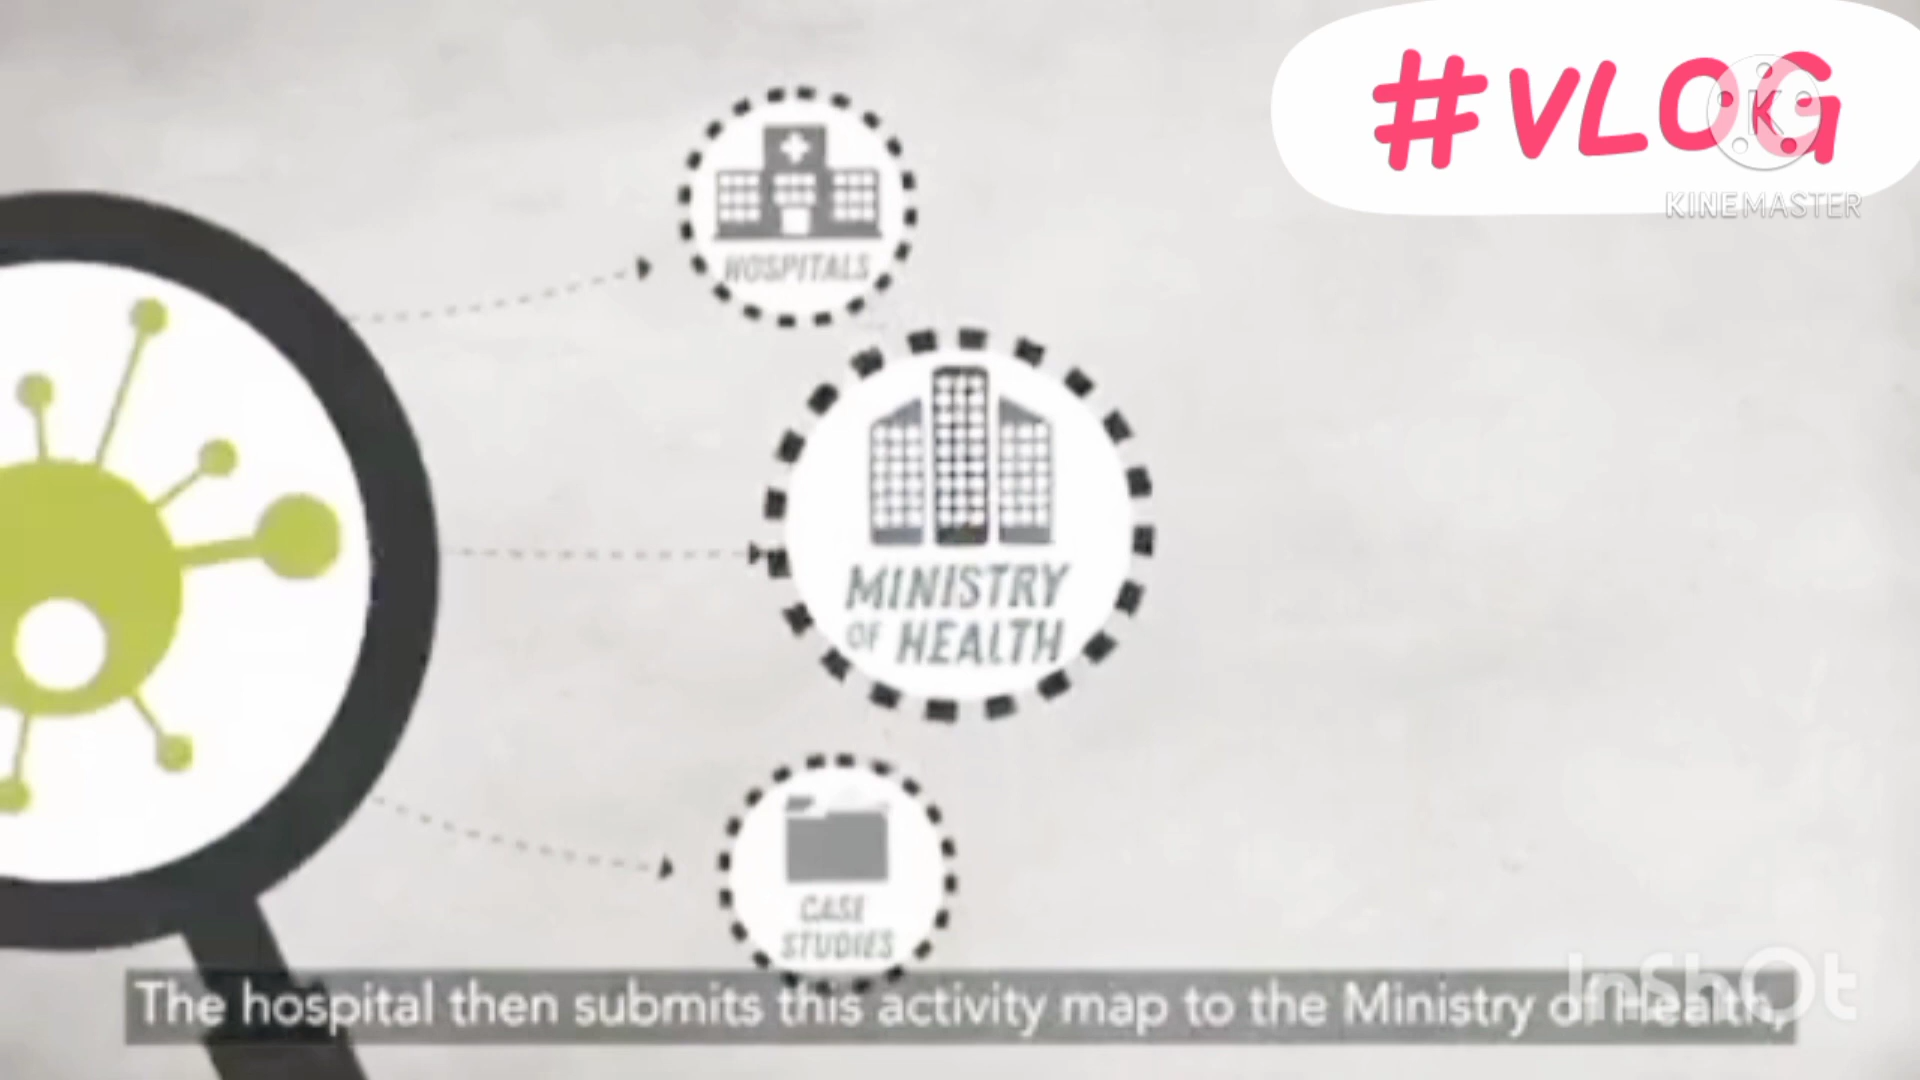 #VLOG
K
KINEMASTER
HOSPITALS
MINISTRY
OF HEALTH
CASE
STUDIES
The hospital then submits this activity map to the Ministry of Health,
InShOt